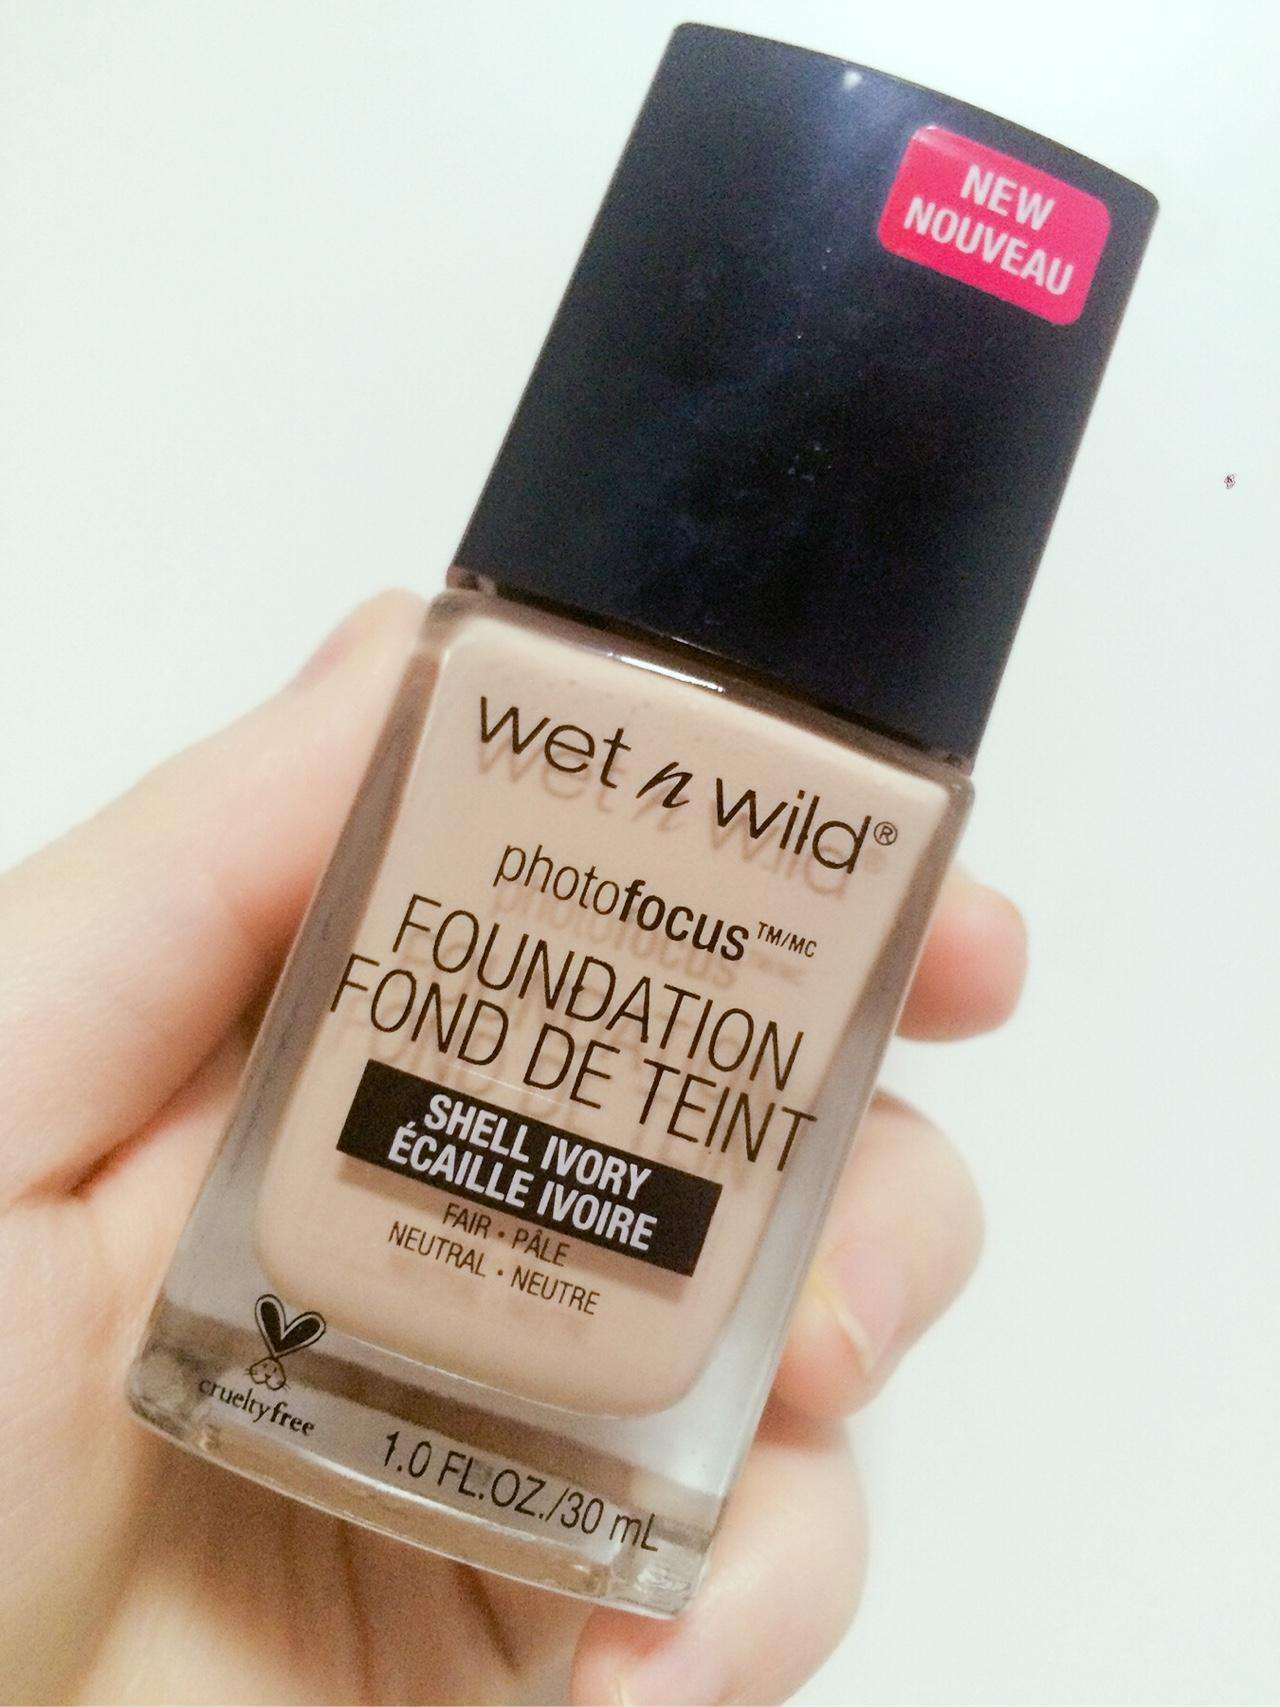 NEW
NOUVEAU
wet n wild®
photofocus™/MC
FOUNDATION
FOND DE TEINT
SHELL IVORY
ÉCAILLE IVOIRE
FAIR • PÂLE
NEUTRAL • NEUTRE
crueltyfree
1.0 FL.OZ./30 mL